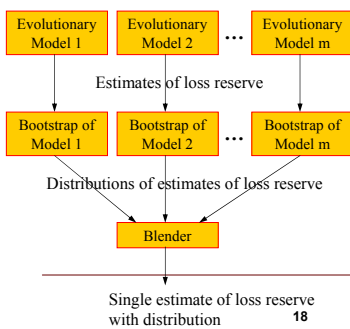 Evolutionary Model 1
Evolutionary Model 2
...
Evolutionary Model m
Estimates of loss reserve
Bootstrap of Model 1
Bootstrap of Model 2
...
Bootstrap of Model m
Distributions of estimates of loss reserve
Blender
Single estimate of loss reserve
with distribution
18